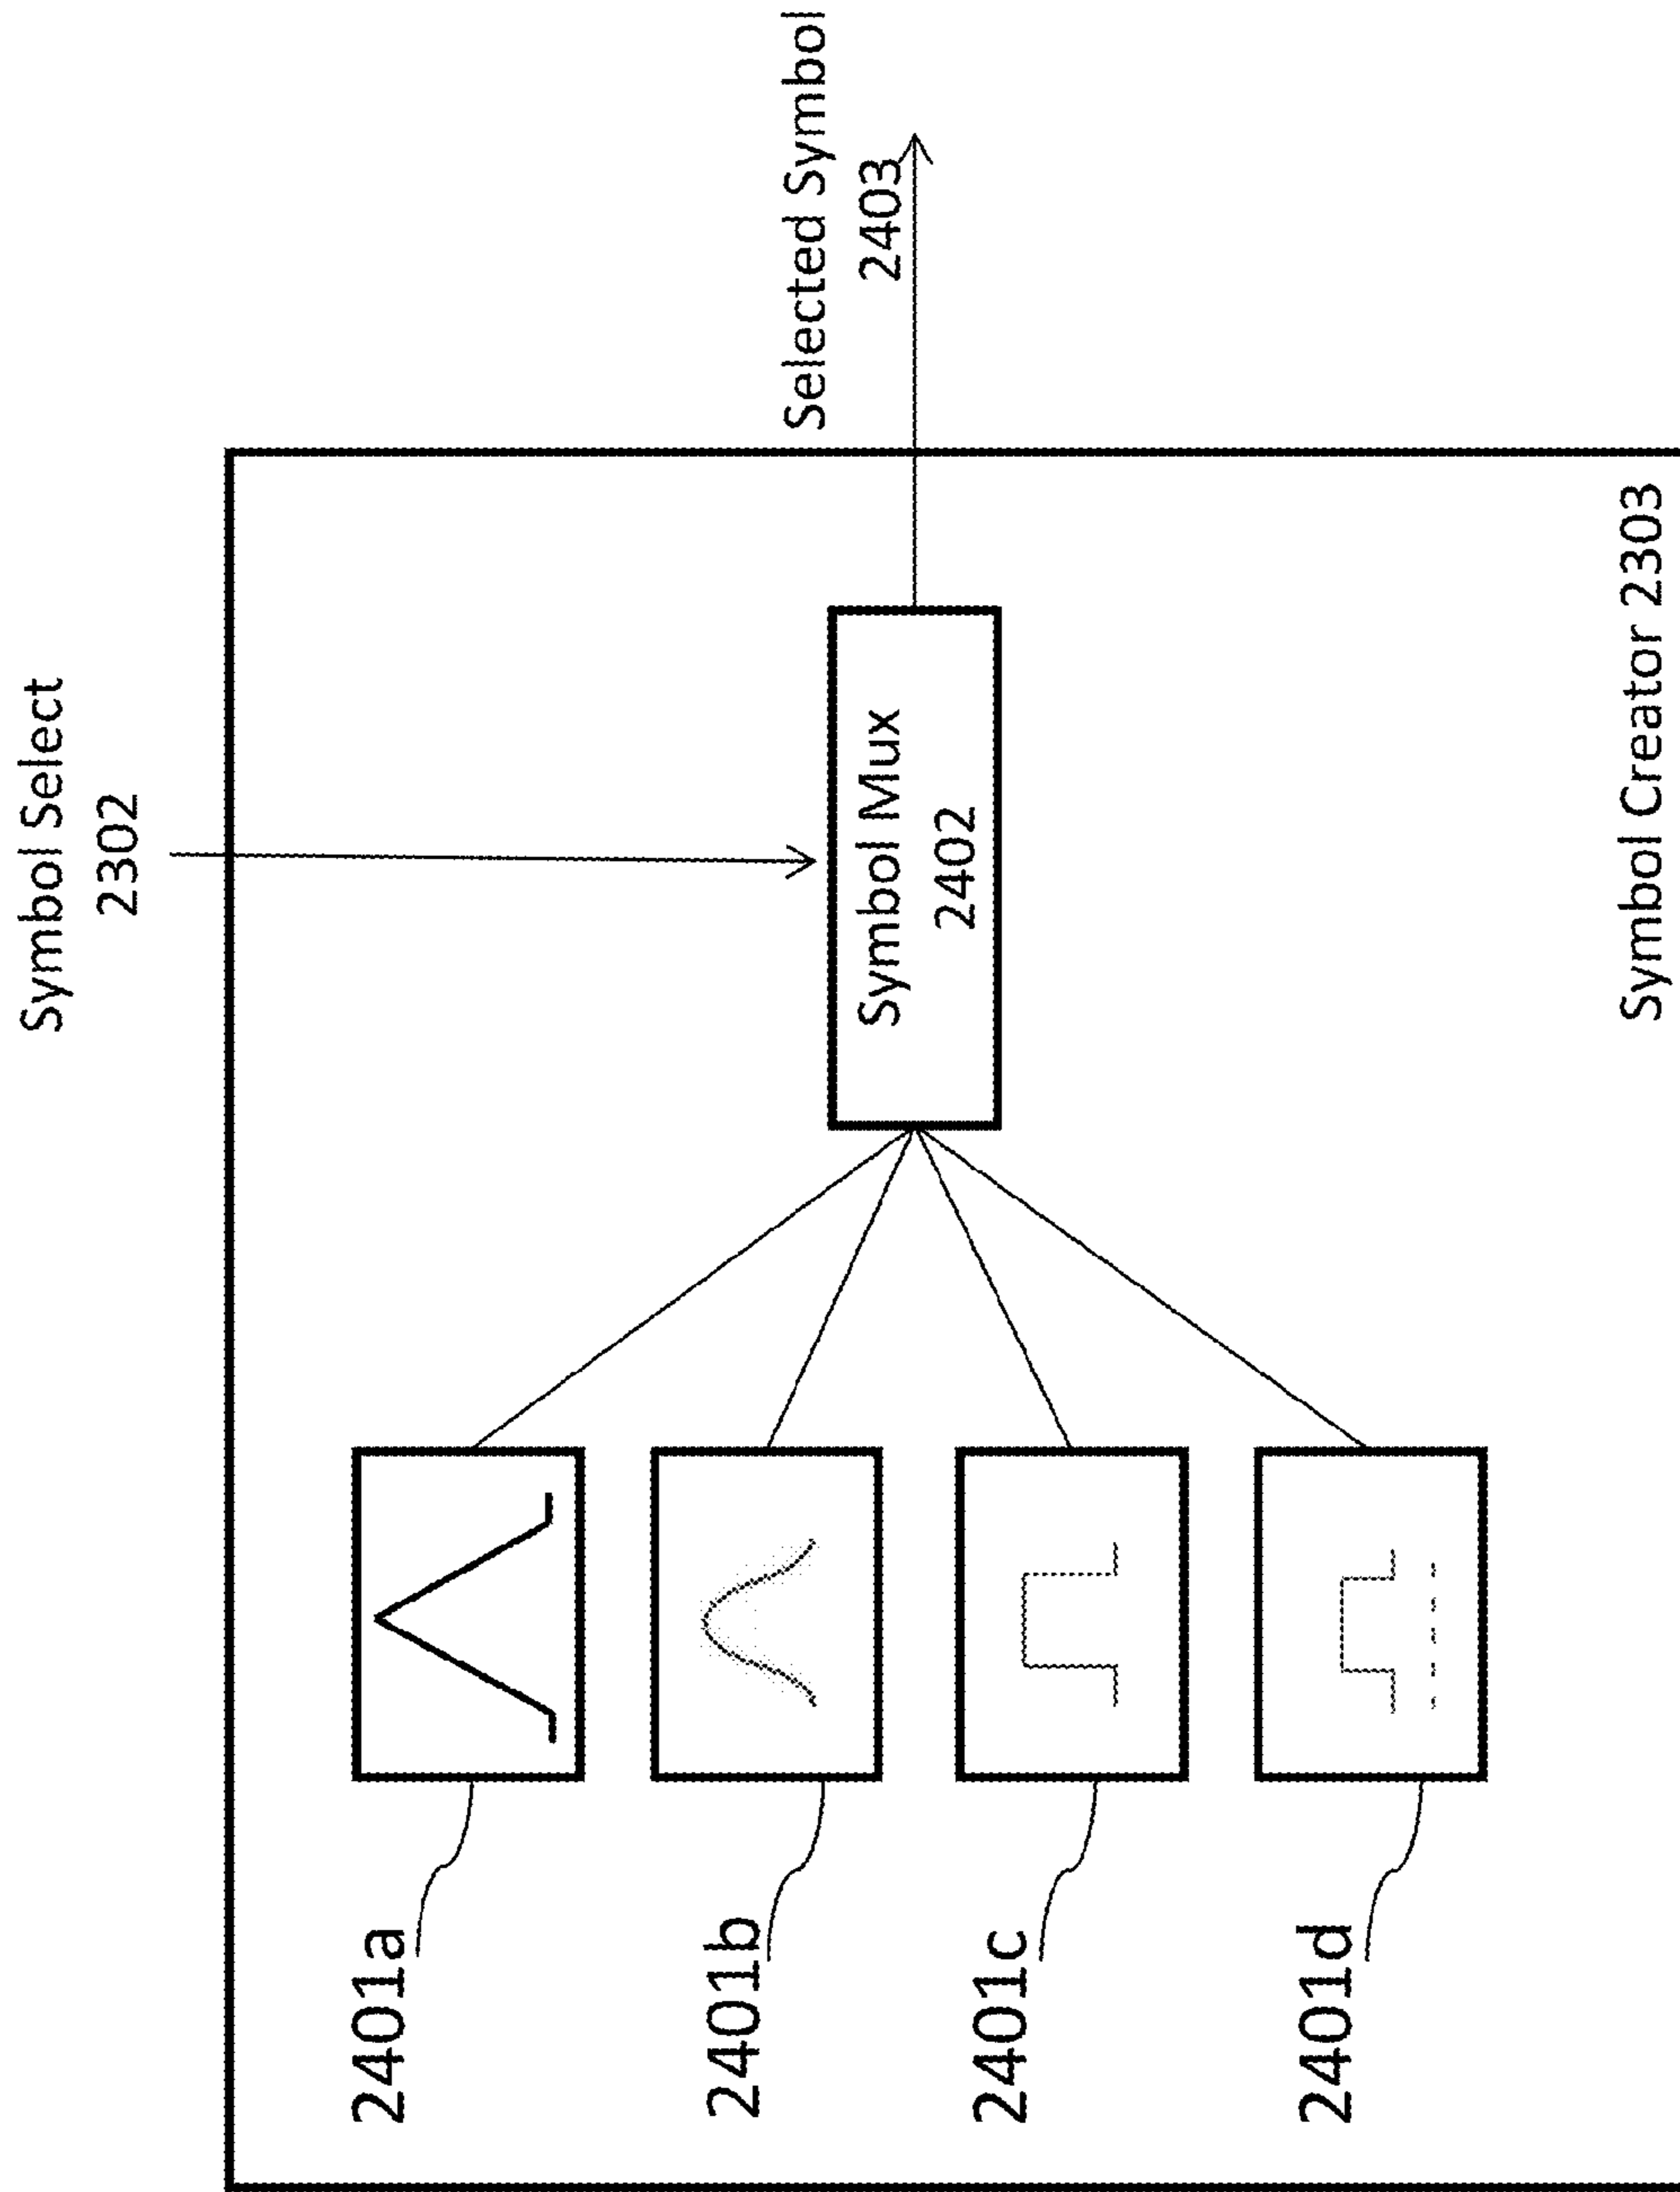 Symbol Select
2302
Selected Symbol
2403
Symbol Mux
2402
2401a
2401b
2401c
2401d
Symbol Creator 2303